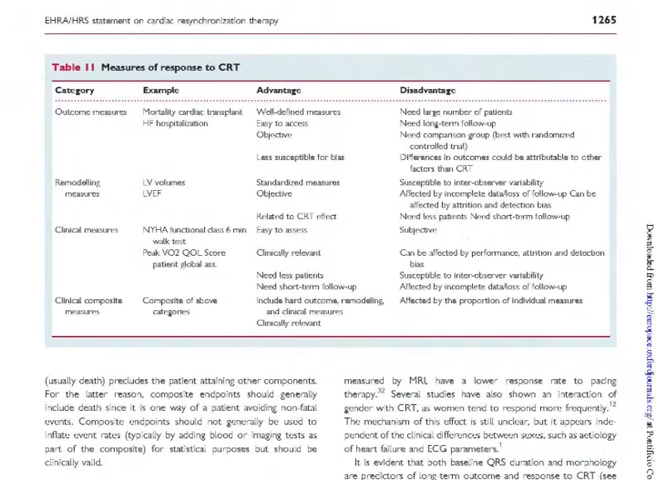 EHRA/HRS statement on cardiac resynchronization therapy
1265
Table 11 Measures of response to CRT
Category Example Advantage Disadvantage
Outcome measures Mortality cardiac transplant Well-defined measures Need large number of patients
HF hospitalization Easy to access Need long-term follow-up
Objective Need comparison group (best with randomized
controlled trial)
Less susceptible for bias Differences in outcomes could be attributable to other
factors than CRT
Remodelling LV volumes Standardized measures Susceptible to inter-observer variability
measures LVEF Objective Affected by incomplete data/loss of follow-up Can be
affected by attrition and detection bias
Related to CRT effect Need less patients Need short-term follow-up
Clinical measures NYHA functional class 6 min Easy to assess Subjective
walk test
Peak VO2 QOL Score Clinically relevant Can be affected by performance, attrition and detection
patient global ass. bias
Need less patients Susceptible to inter-observer variability
Need short-term follow-up Affected by incomplete data/loss of follow-up
Clinical composite Composite of above Include hard outcome, remodeling, Affected by the proportion of individual measures
measures categories and clinical measures
Clinically relevant
(usually death) precludes the patient attaining other components.
For the latter reason, composite endpoints should generally
include death since it is one way of a patient avoiding non-fatal
events. Composite endpoints should not generally be used to
inflate event rates (typically by adding blood or imaging tests as
part of the composite) for statistical purposes but should be
clinically valid.
measured by MRI, have a lower response rate to pacing
therapy.32 Several studies have also shown an interaction of
gender with CRT, as women tend to respond more frequently.12
The mechanism of this effect is still unclear, but it appears inde-
pendent of the clinical differences between sexes, such as aetiology
of heart failure and ECG parameters.1
It is evident that both baseline QRS duration and morphology
are predictors of long term outcome and response to CRT (see
Downloaded from http://europace.oxfordjournals.org/ at Pontificio Co